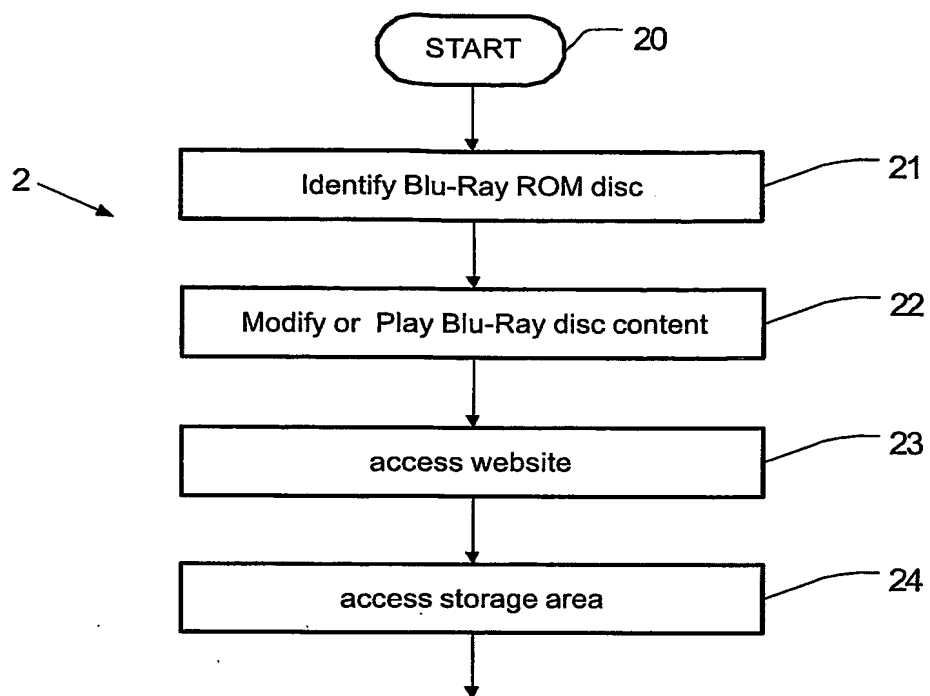 START
20
Identify Blu-Ray ROM disc
21
2
Modify or Play Blu-Ray disc content
22
access website
23
access storage area
24